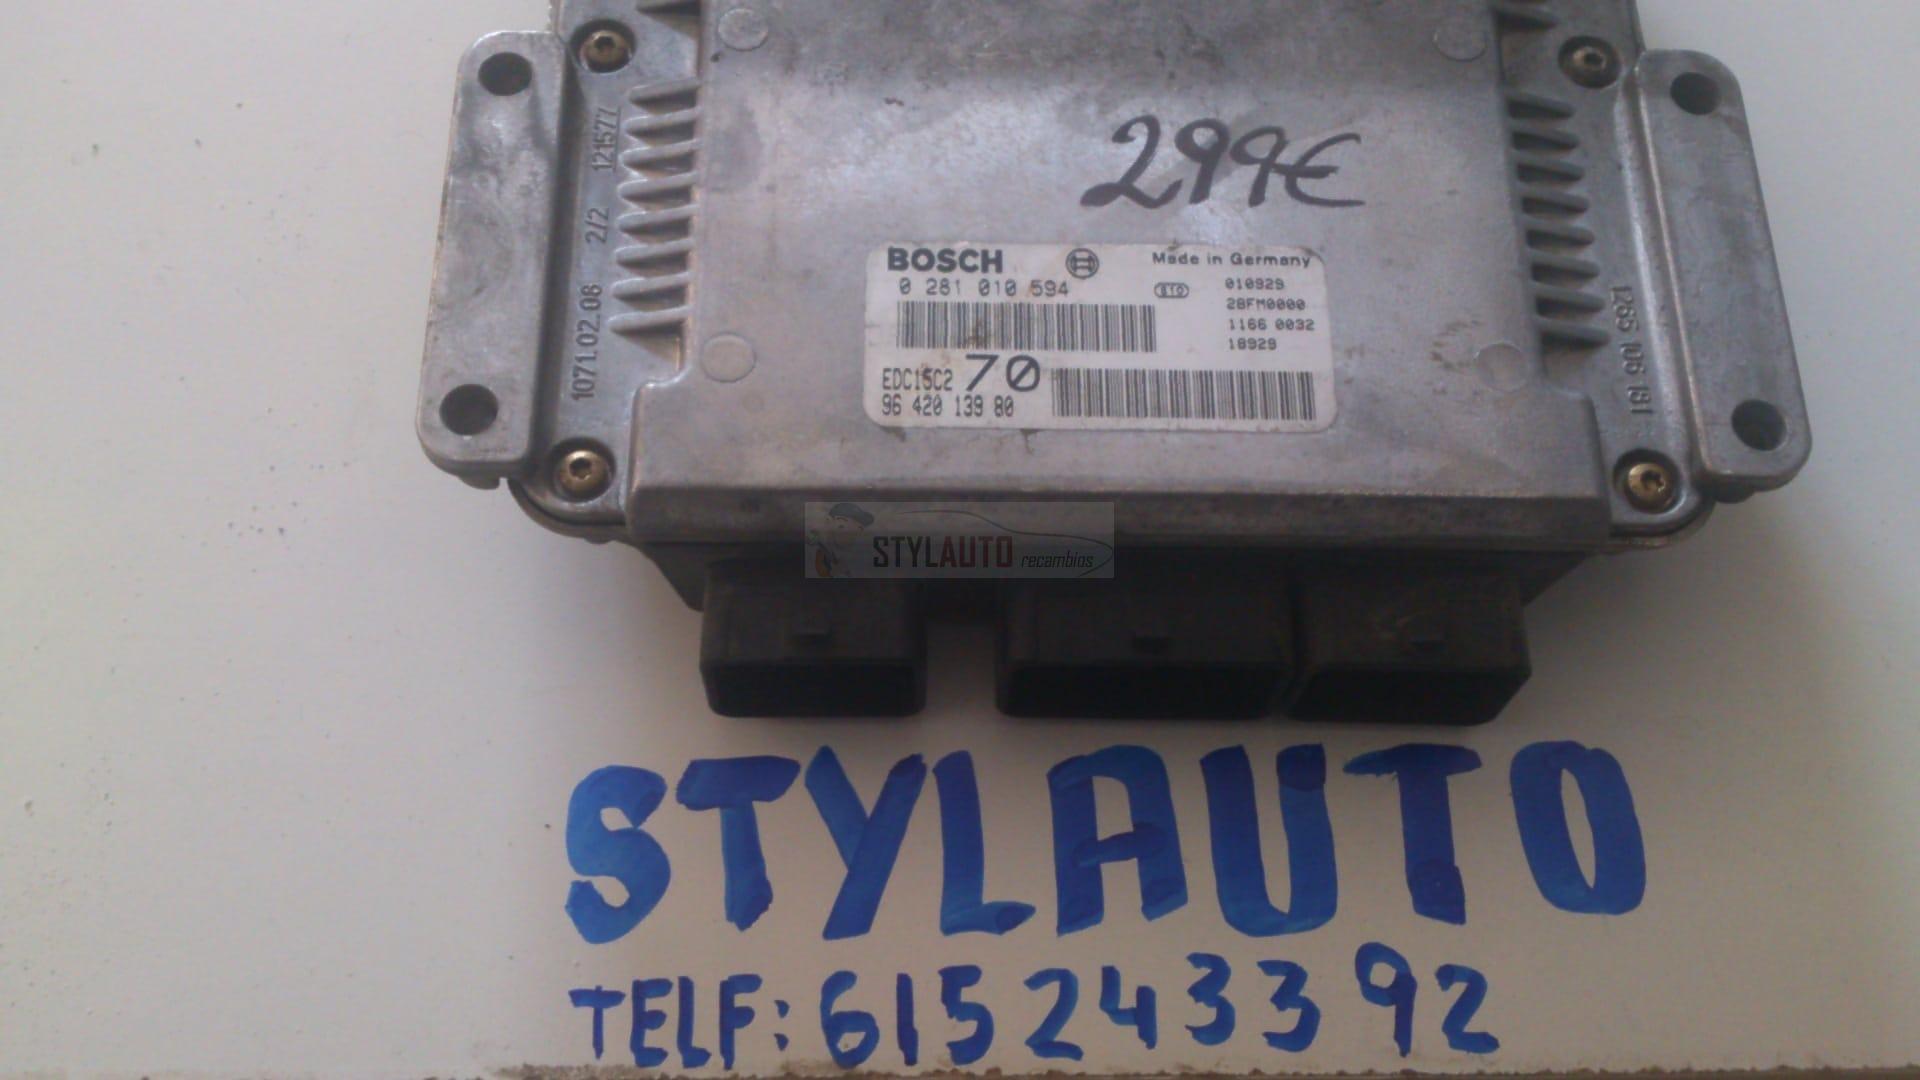 299€
121577
2/2
1071.02.08
BOSCH
Made in Germany
0 281 010 594
010929
28FM0000
1166 0032
18929
EDC15C2 70
96 420 139 80
1265 106 181
STYLAUTO recambios
STYLAUTO
TELF: 615243392